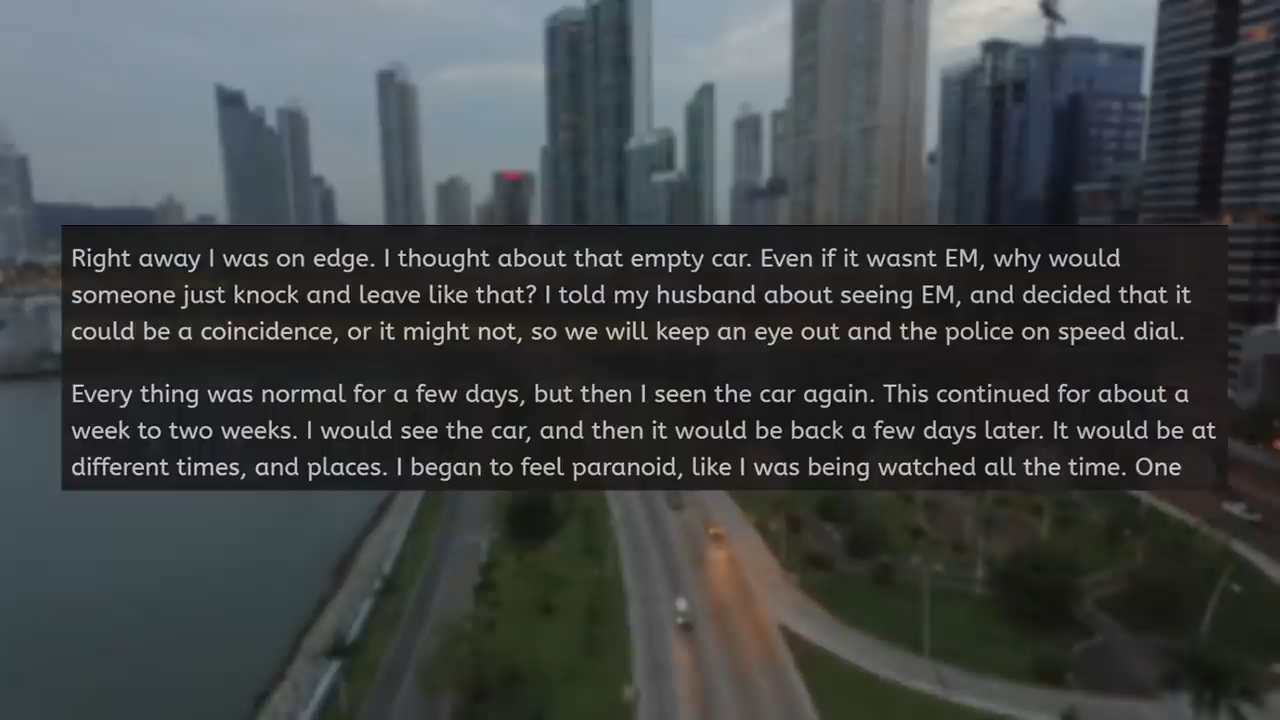 Right away I was on edge. I thought about that empty car. Even if it wasnt EM, why would
someone just knock and leave like that? I told my husband about seeing EM, and decided that it
could be a coincidence, or it might not, so we will keep an eye out and the police on speed dial.
Every thing was normal for a few days, but then I seen the car again. This continued for about a
week to two weeks. I would see the car, and then it would be back a few days later. It would be at
different times, and places. I began to feel paranoid, like I was being watched all the time. One